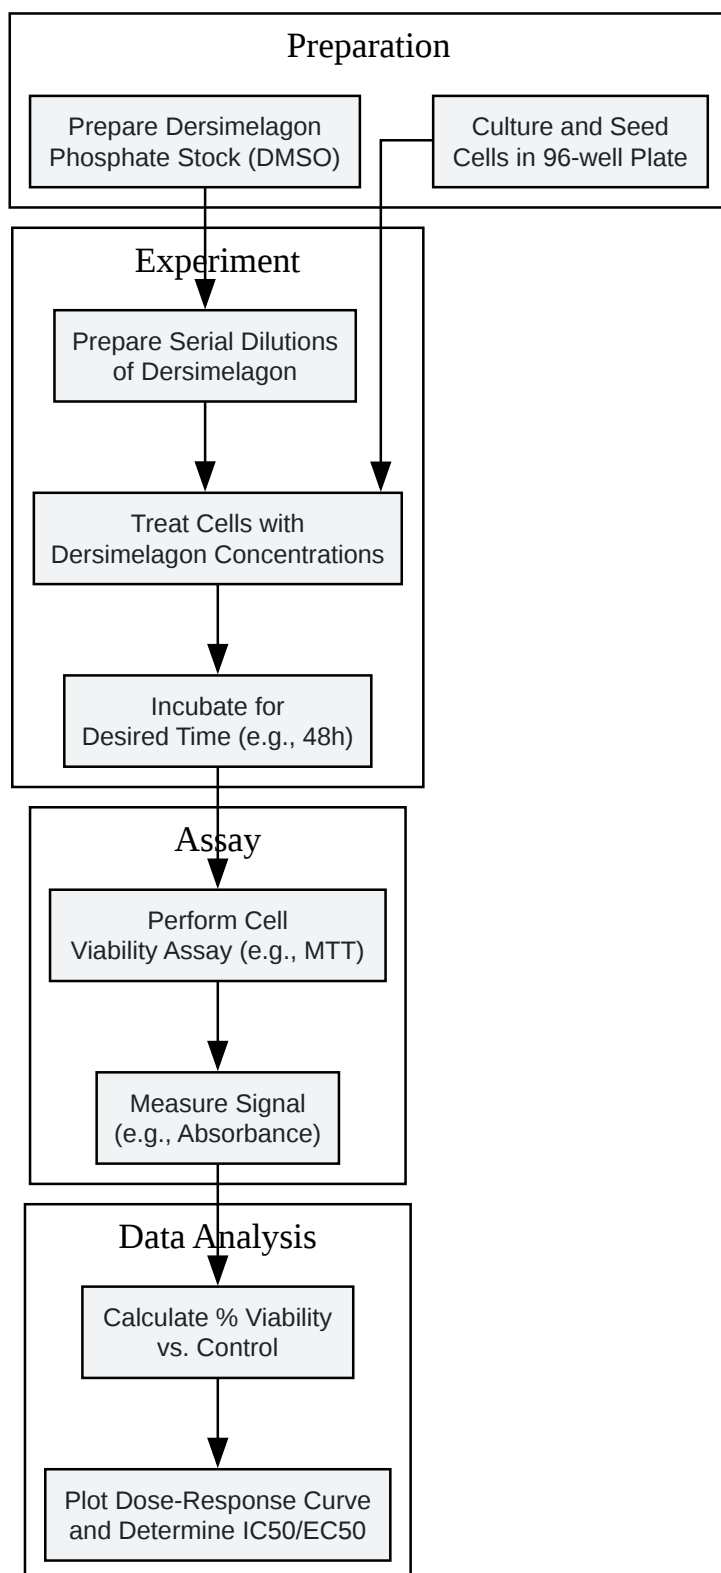 Preparation
Prepare Dersimelagon
Phosphate Stock (DMSO)
Culture and Seed
Cells in 96-well Plate
Experiment
Prepare Serial Dilutions
of Dersimelagon
Treat Cells with
Dersimelagon Concentrations
Incubate for
Desired Time (e.g., 48h)
Assay
Perform Cell
Viability Assay (e.g., MTT)
Measure Signal
(e.g., Absorbance)
Data Analysis
Calculate % Viability
vs. Control
Plot Dose-Response Curve
and Determine IC50/EC50